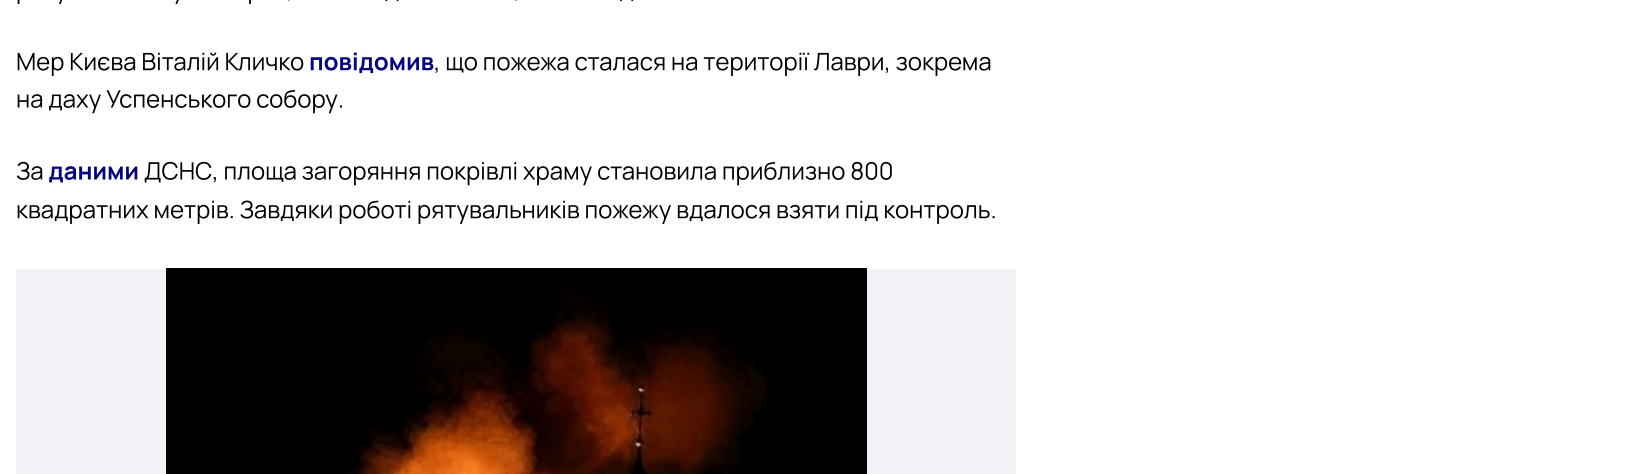 Мер Києва Віталій Кличко повідомив, що пожежа сталася на території Лаври, зокрема
на даху Успенського собору.
За даними ДСНС, площа загоряння покрівлі храму становила приблизно 800
квадратних метрів. Завдяки роботі рятувальників пожежу вдалося взяти під контроль.